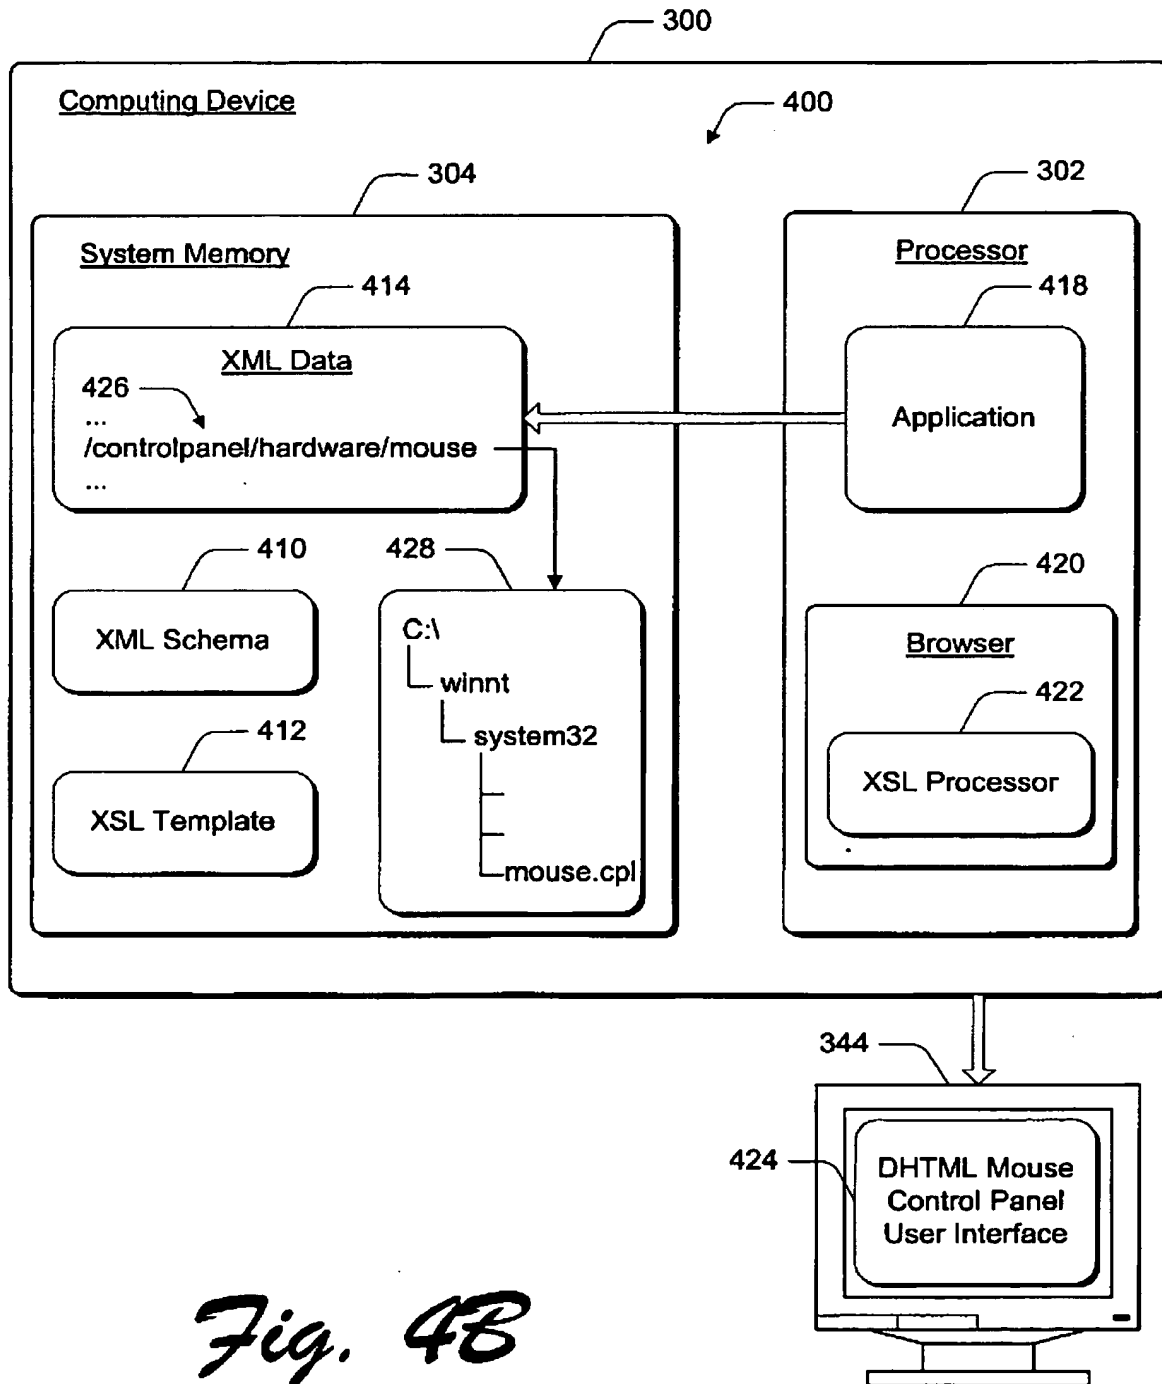 300
Computing Device
400
304
302
System Memory
Processor
414
418
XML Data
426
...
/controlpanel/hardware/mouse
...
Application
410
428
420
XML Schema
C:\
winnt
system32
mouse.cpl
Browser
422
412
XSL Template
XSL Processor
344
424
DHTML Mouse
Control Panel
User Interface
Fig. 4B